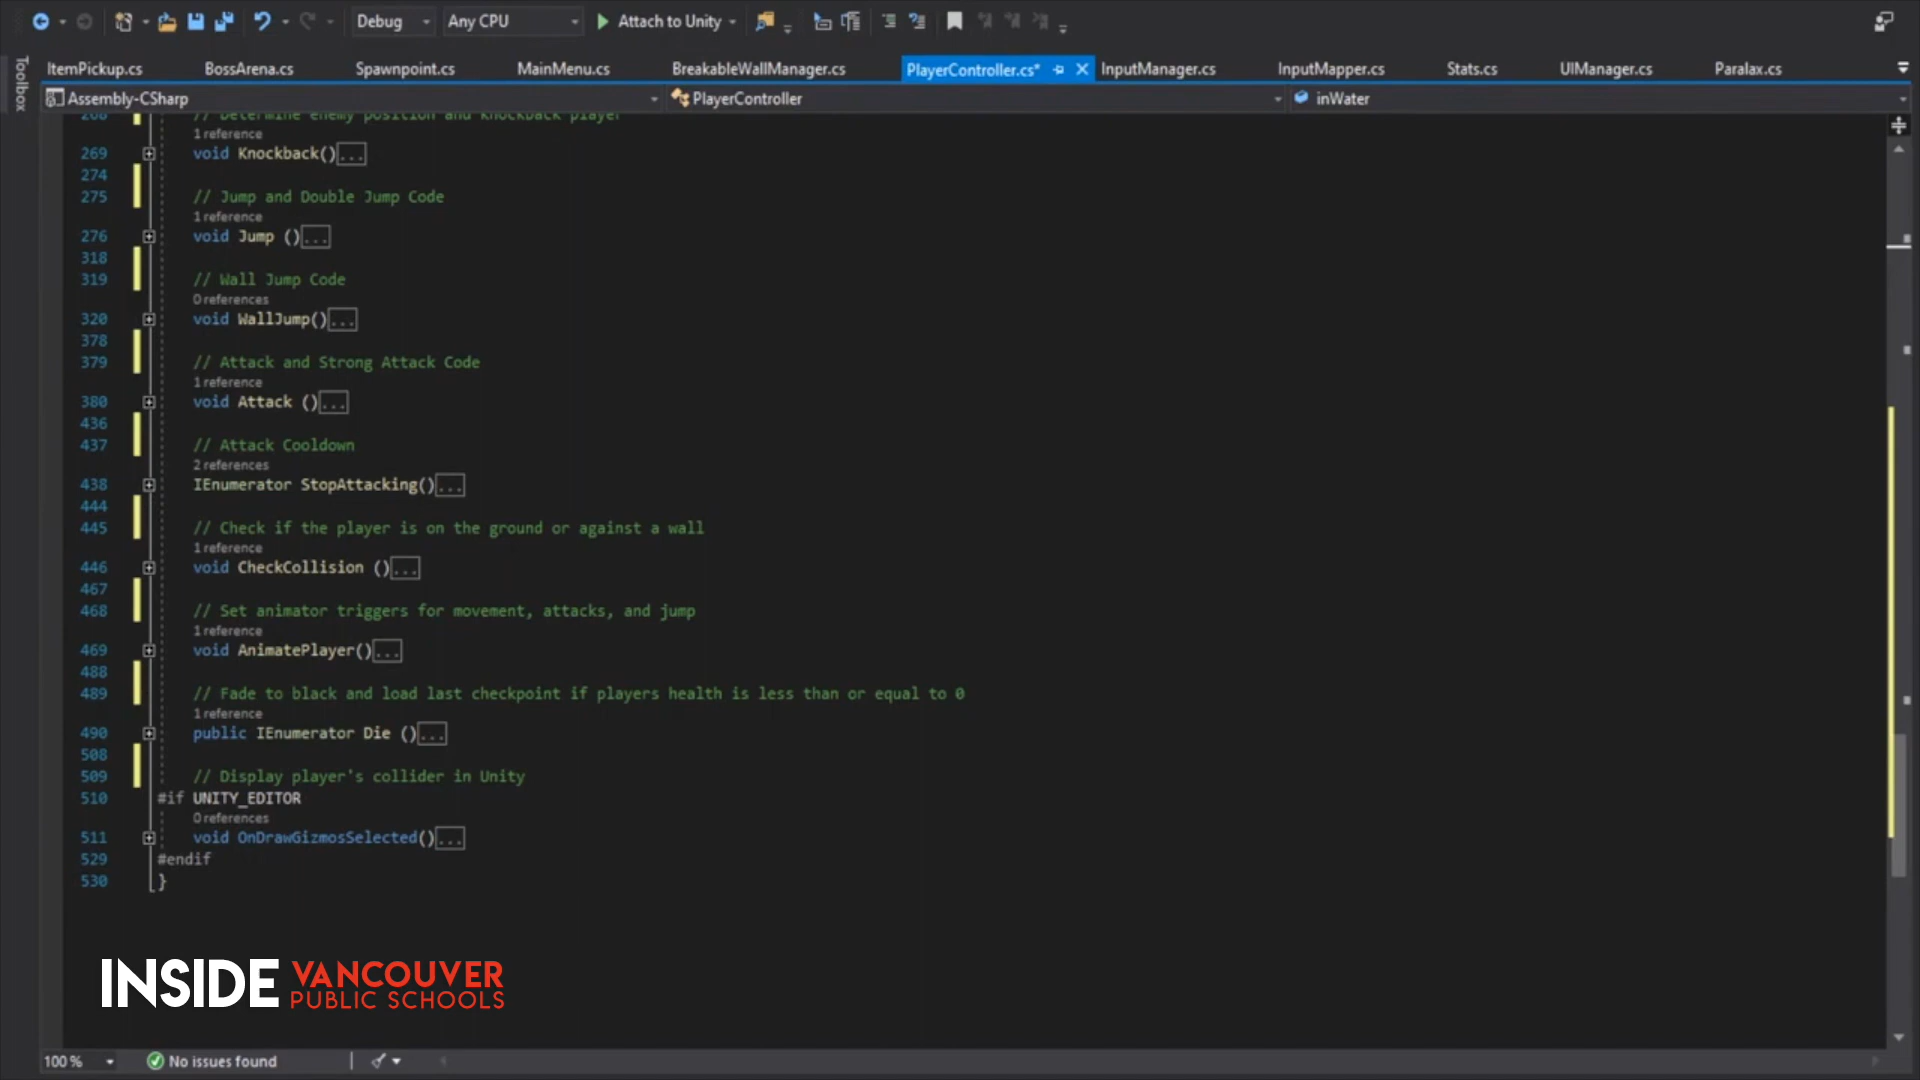 Debug Any CPU Attach to Unity
Toolbox
ItemPickup.cs BossArena.cs Spawnpoint.cs MainMenu.cs BreakableWallManager.cs PlayerController.cs* InputManager.cs InputMapper.cs Stats.cs UIManager.cs Paralax.cs
Assembly-CSharp PlayerController inWater
268 // Determine enemy position and knockback player
1 reference
269 void Knockback()...
274
275 // Jump and Double Jump Code
1 reference
276 void Jump ()...
318
319 // Wall Jump Code
0 references
320 void WallJump()...
378
379 // Attack and Strong Attack Code
1 reference
380 void Attack ()...
436
437 // Attack Cooldown
2 references
438 IEnumerator StopAttacking()...
444
445 // Check if the player is on the ground or against a wall
1 reference
446 void CheckCollision ()...
467
468 // Set animator triggers for movement, attacks, and jump
1 reference
469 void AnimatePlayer()...
488
489 // Fade to black and load last checkpoint if players health is less than or equal to 0
1 reference
490 public IEnumerator Die ()...
508
509 // Display player's collider in Unity
510 #if UNITY_EDITOR
0 references
511 void OnDrawGizmosSelected()...
529 #endif
530 }
INSIDE VANCOUVER
PUBLIC SCHOOLS
100 % No issues found